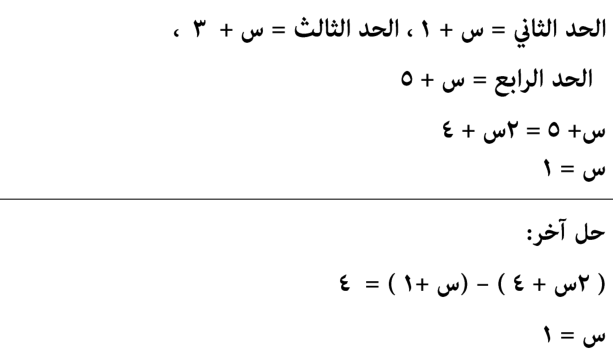 الحد الثاني = س + ١ ، الحد الثالث = س + ٣ ،
الحد الرابع = س + ٥
س+ ٥ = ٢س + ٤
س = ١
حل آخر:
( ٢س + ٤ ) – (س +١ ) = ٤
س = ١